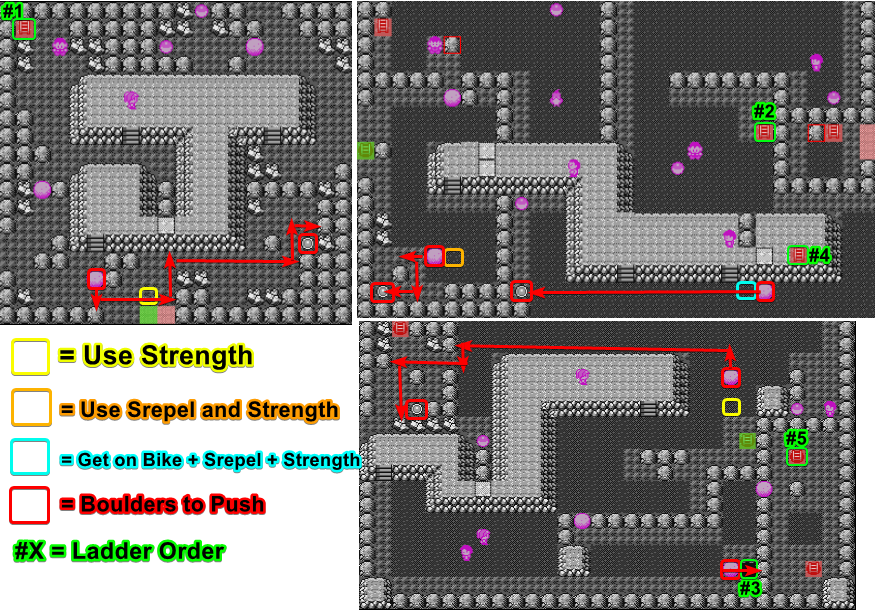 #1
#2
#4
= Use Strength
= Use Srepel and Strength
= Get on Bike + Srepel + Strength
= Boulders to Push
#X = Ladder Order
#5
#3